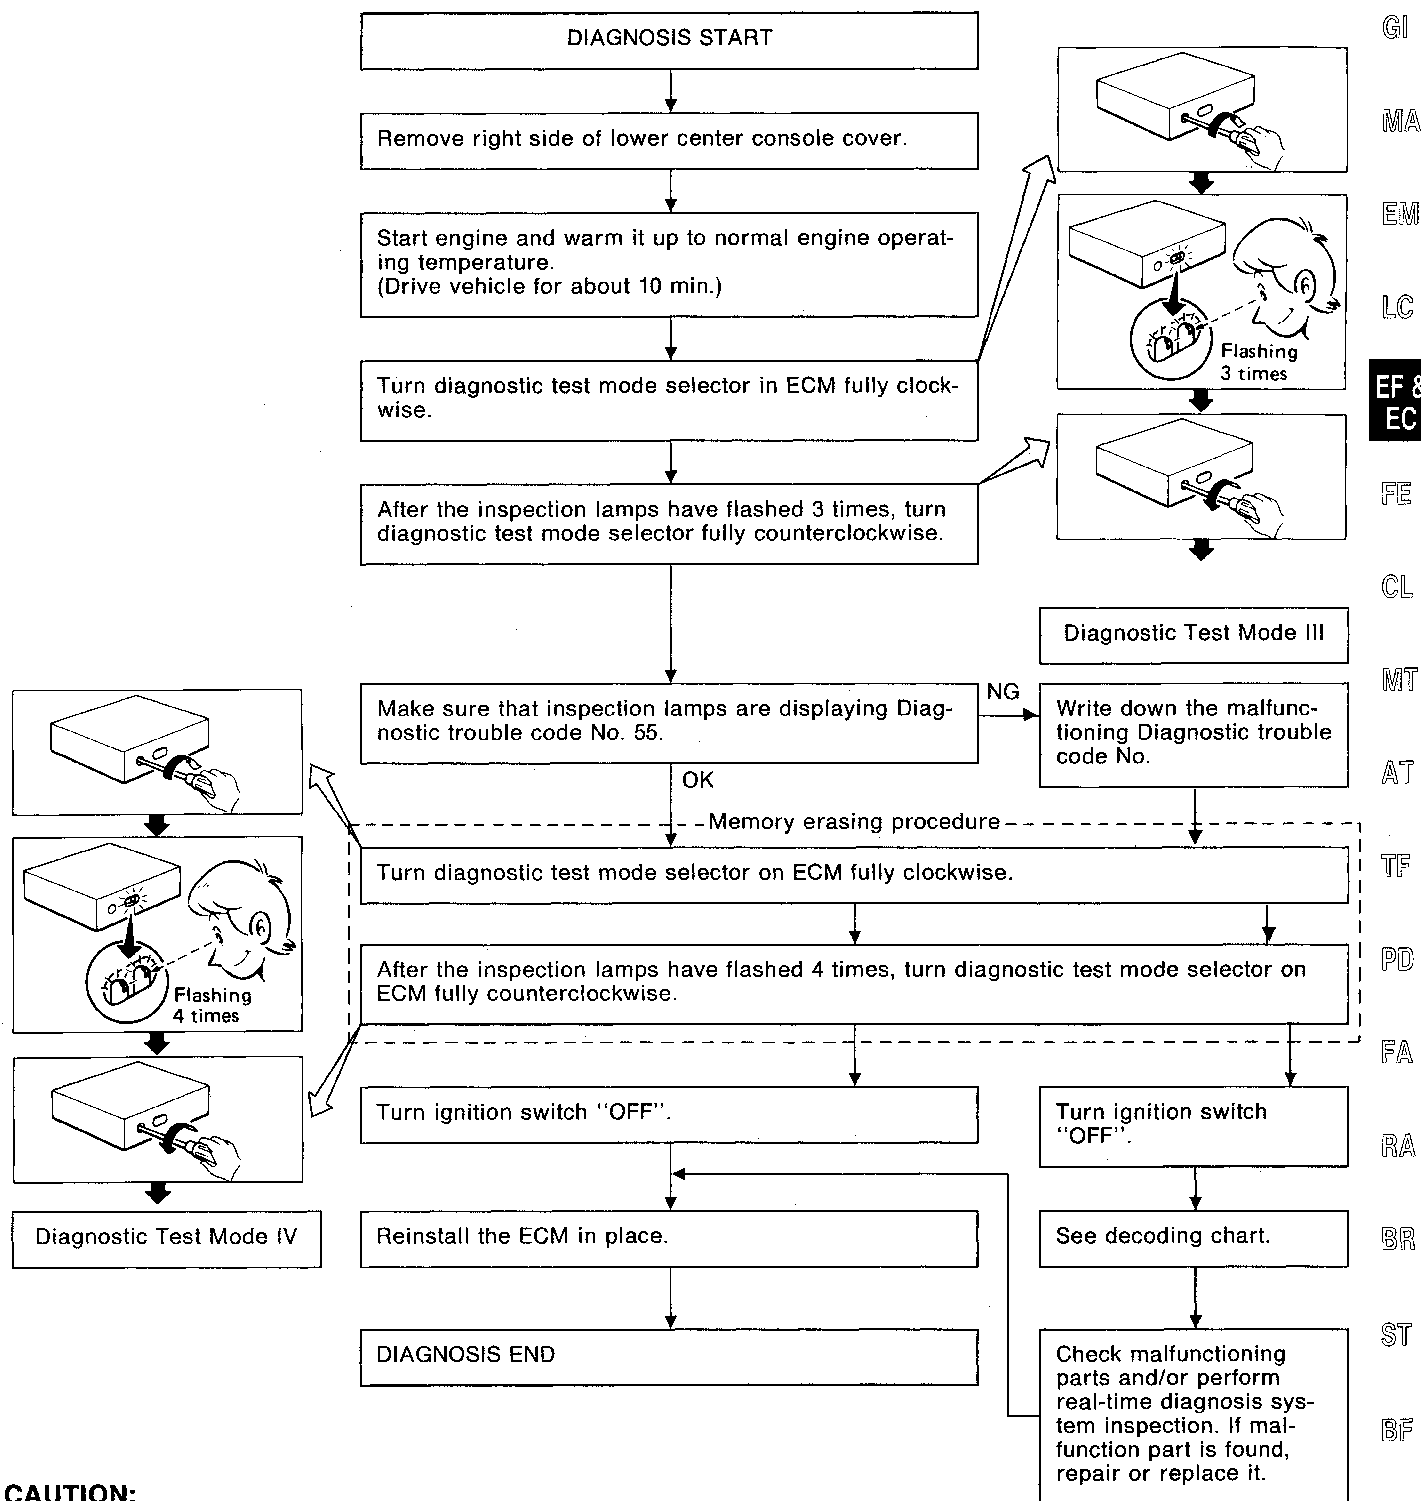 DIAGNOSIS START
Remove right side of lower center console cover.
Start engine and warm it up to normal engine operat-
ing temperature.
(Drive vehicle for about 10 min.)
Turn diagnostic test mode selector in ECM fully clock-
wise.
After the inspection lamps have flashed 3 times, turn
diagnostic test mode selector fully counterclockwise.
Flashing
3 times
Diagnostic Test Mode III
Make sure that inspection lamps are displaying Diag-
nostic trouble code No. 55.
NG
Write down the malfunc-
tioning Diagnostic trouble
code No.
OK
Memory erasing procedure
Turn diagnostic test mode selector on ECM fully clockwise.
After the inspection lamps have flashed 4 times, turn diagnostic test mode selector on
ECM fully counterclockwise.
Flashing
4 times
Diagnostic Test Mode IV
Turn ignition switch "OFF".
Turn ignition switch
"OFF".
Reinstall the ECM in place.
See decoding chart.
DIAGNOSIS END
Check malfunctioning
parts and/or perform
real-time diagnosis sys-
tem inspection. If mal-
function part is found,
repair or replace it.
CAUTION:
GI
MA
EM
LC
EF &
EC
FE
CL
MT
AT
TF
PD
FA
RA
BR
ST
BF